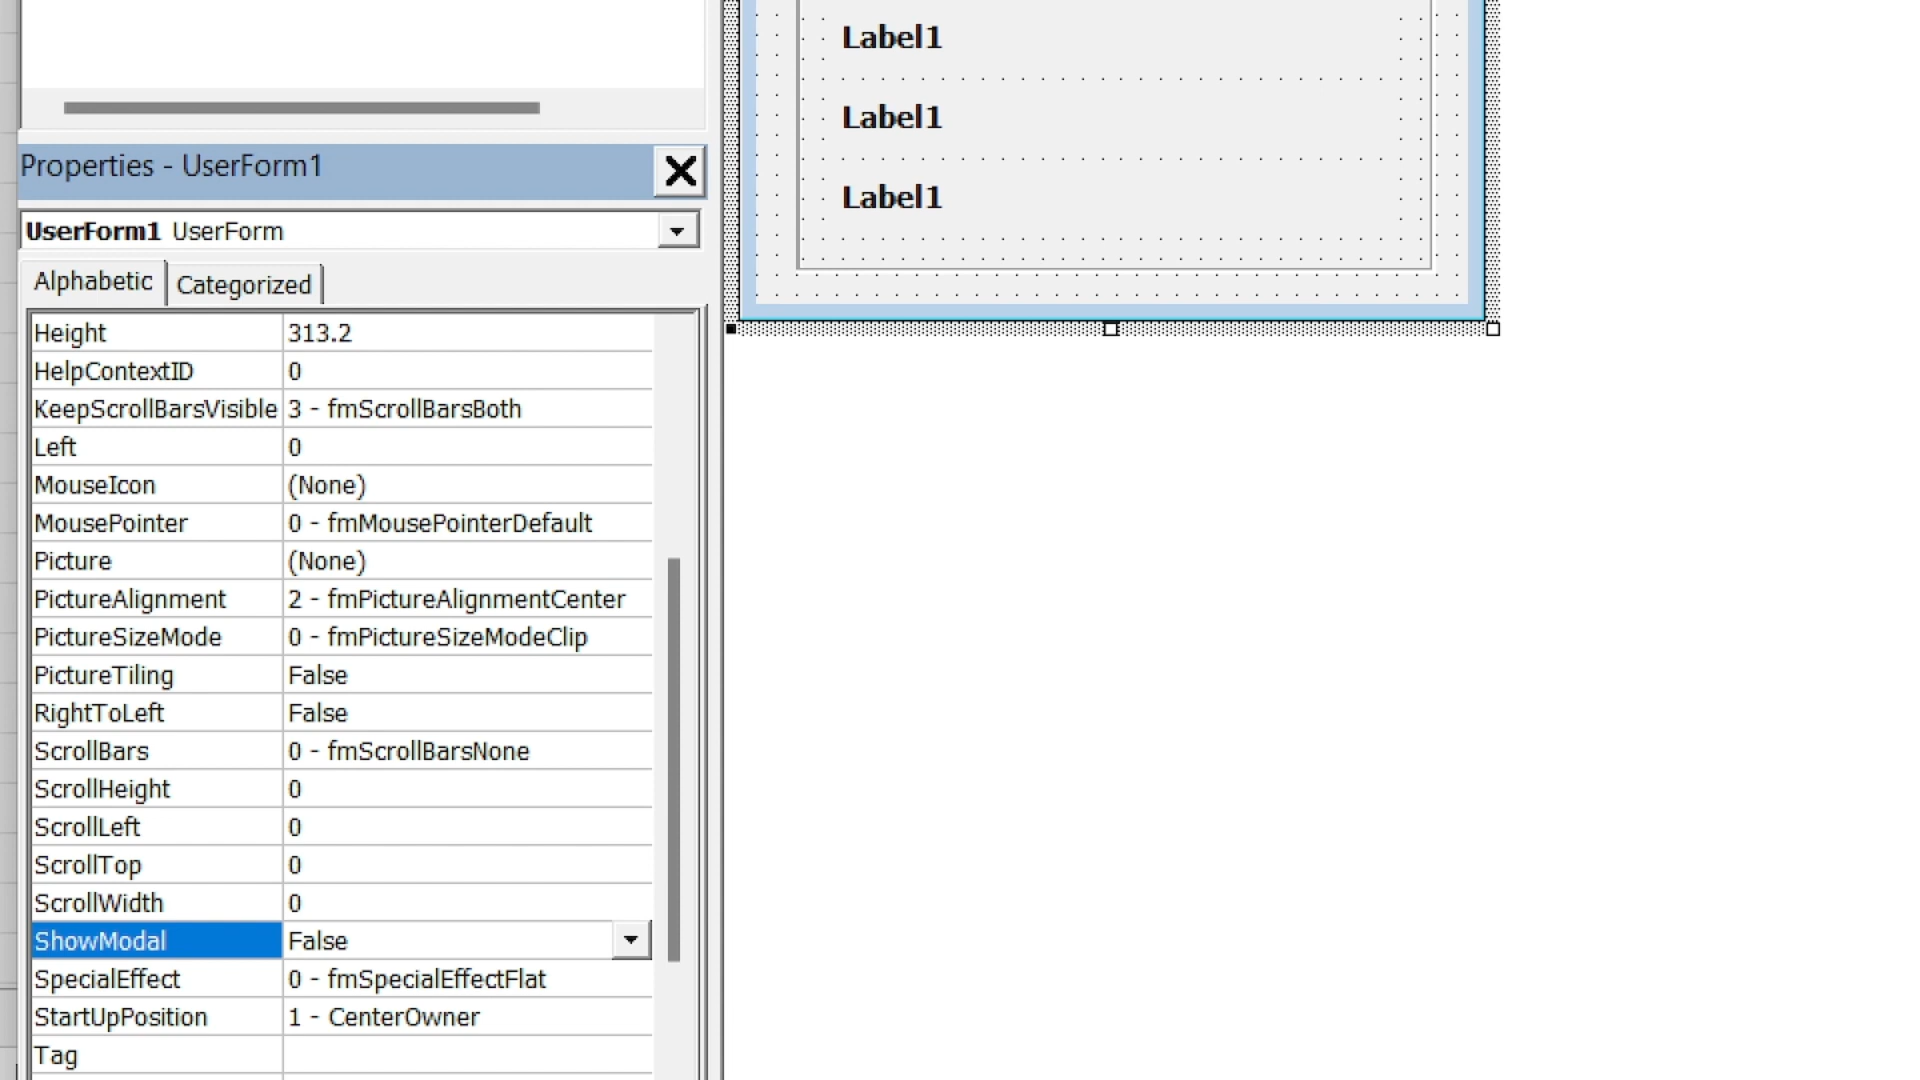 Label1
Label1
Label1
Properties - UserForm1
UserForm1 UserForm
Alphabetic Categorized
Height 313.2
HelpContextID 0
KeepScrollBarsVisible 3 - fmScrollBarsBoth
Left 0
MouseIcon (None)
MousePointer 0 - fmMousePointerDefault
Picture (None)
PictureAlignment 2 - fmPictureAlignmentCenter
PictureSizeMode 0 - fmPictureSizeModeClip
PictureTiling False
RightToLeft False
ScrollBars 0 - fmScrollBarsNone
ScrollHeight 0
ScrollLeft 0
ScrollTop 0
ScrollWidth 0
ShowModal False
SpecialEffect 0 - fmSpecialEffectFlat
StartUpPosition 1 - CenterOwner
Tag